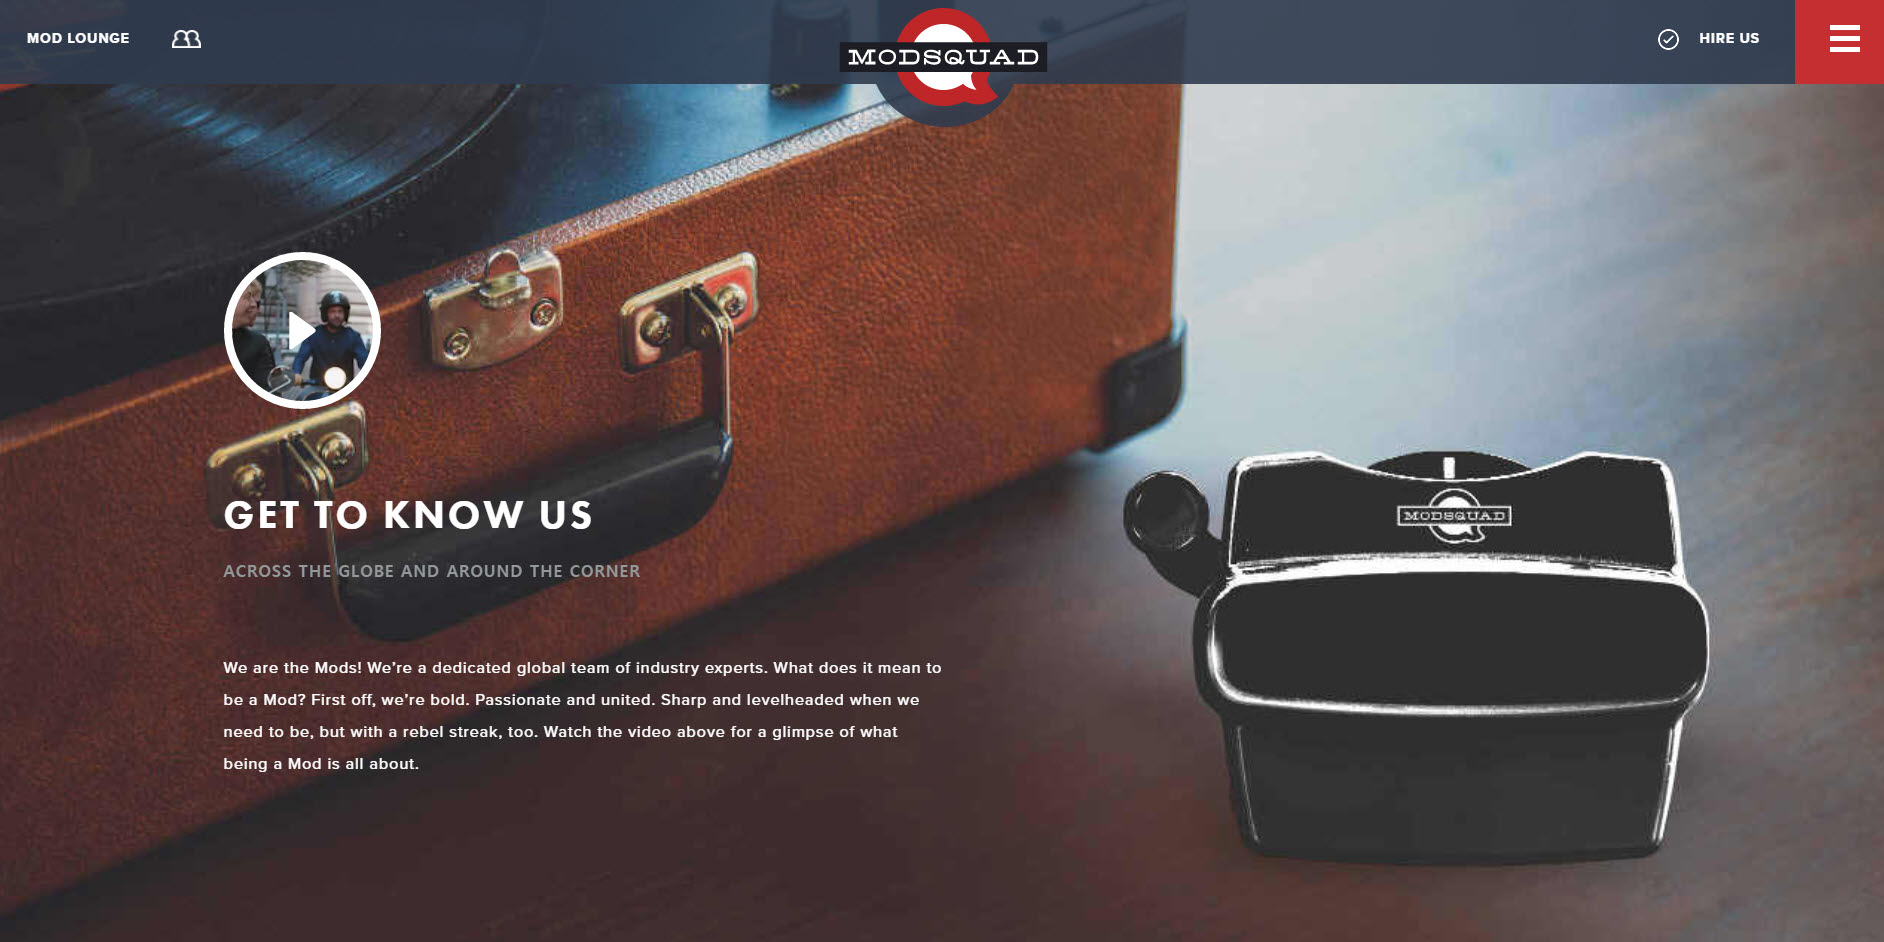 MOD LOUNGE
MODSQUAD
HIRE US
MODSQUAD
GET TO KNOW US
ACROSS THE GLOBE AND AROUND THE CORNER
We are the Mods! We’re a dedicated global team of industry experts. What does it mean to
be a Mod? First off, we’re bold. Passionate and united. Sharp and levelheaded when we
need to be, but with a rebel streak, too. Watch the video above for a glimpse of what
being a Mod is all about.